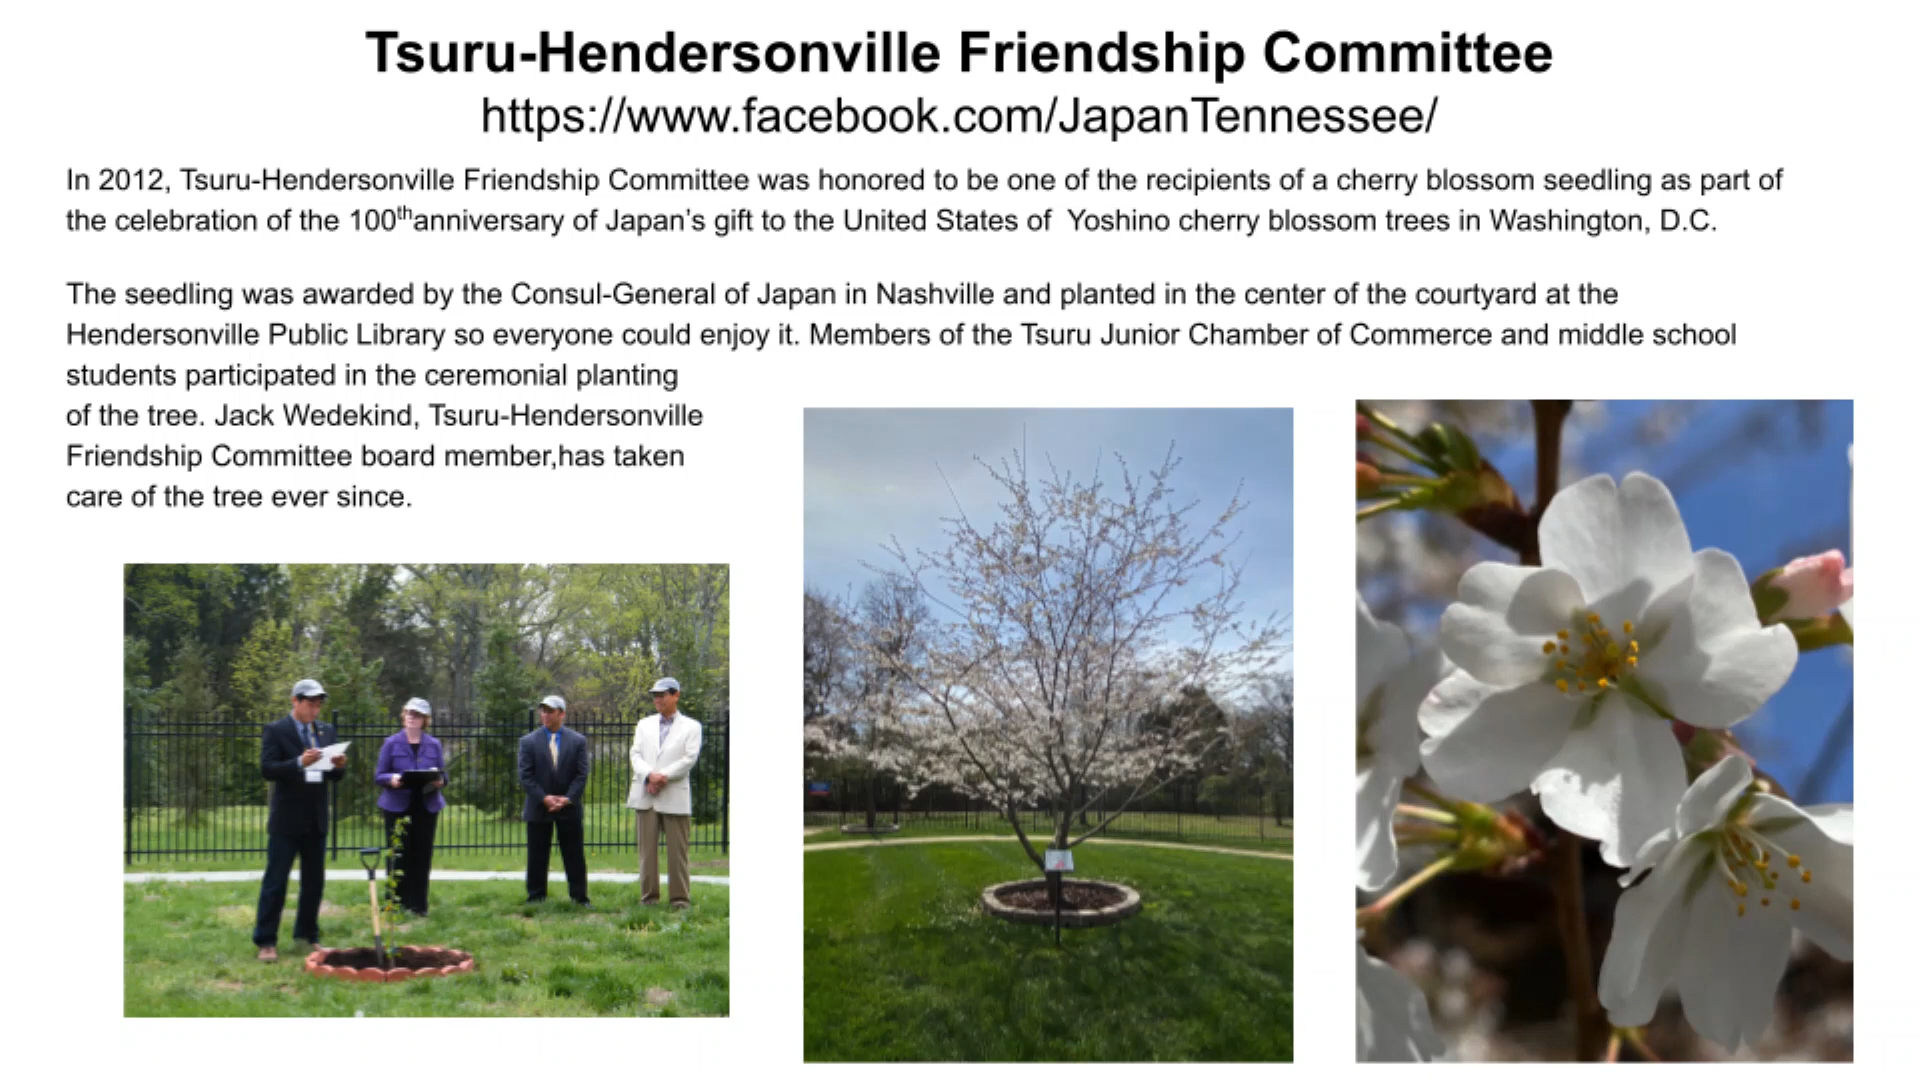 Tsuru-Hendersonville Friendship Committee
https://www.facebook.com/JapanTennessee/
In 2012, Tsuru-Hendersonville Friendship Committee was honored to be one of the recipients of a cherry blossom seedling as part of
the celebration of the 100thanniversary of Japan’s gift to the United States of  Yoshino cherry blossom trees in Washington, D.C.
The seedling was awarded by the Consul-General of Japan in Nashville and planted in the center of the courtyard at the
Hendersonville Public Library so everyone could enjoy it. Members of the Tsuru Junior Chamber of Commerce and middle school
students participated in the ceremonial planting
of the tree. Jack Wedekind, Tsuru-Hendersonville
Friendship Committee board member,has taken
care of the tree ever since.